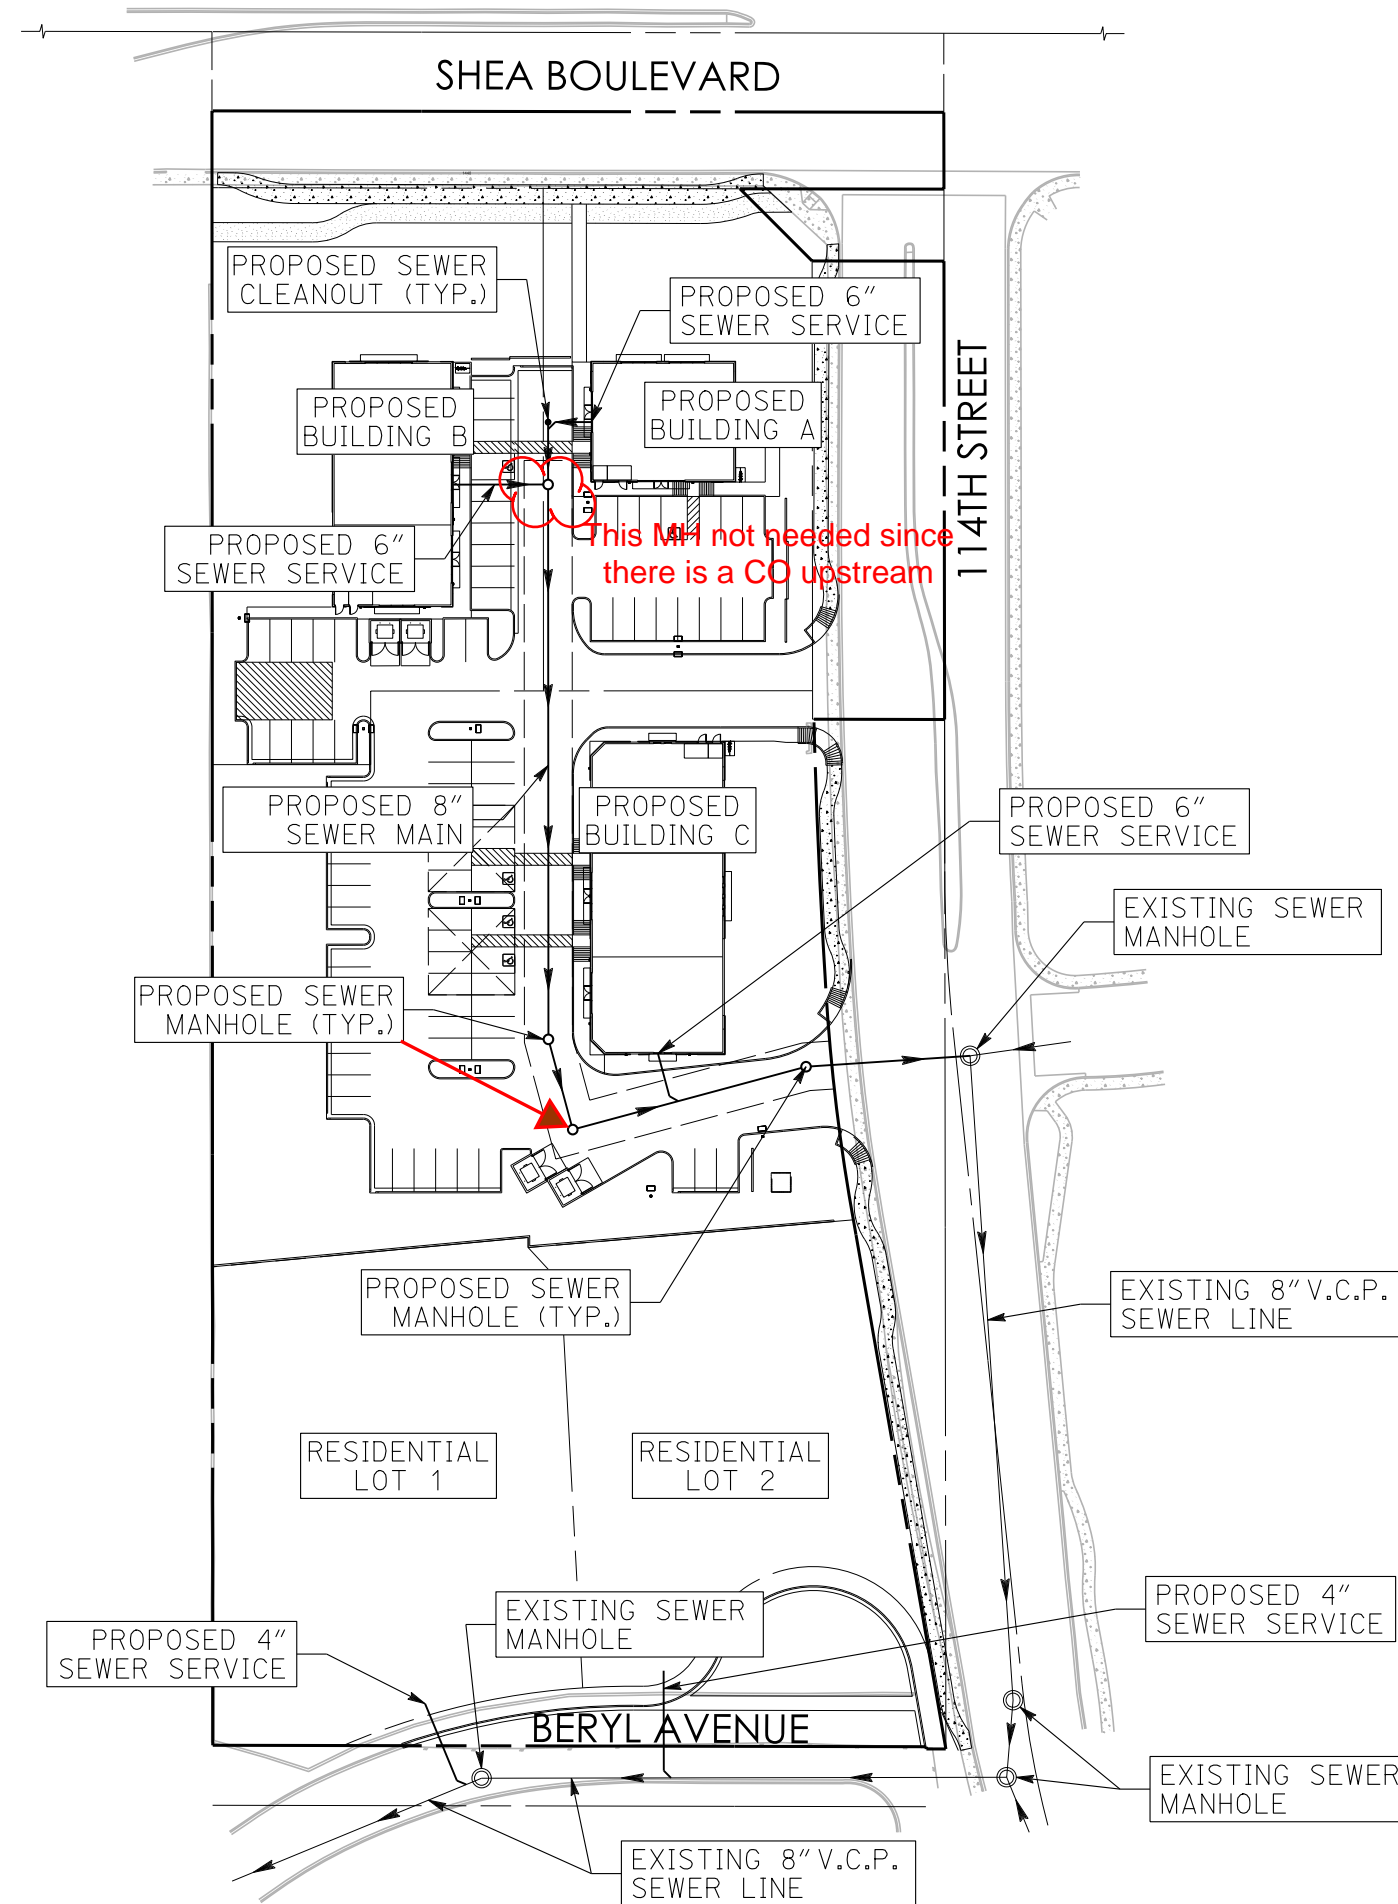 SHEA BOULEVARD
PROPOSED SEWER
CLEANOUT (TYP.)
PROPOSED 6"
SEWER SERVICE
114TH STREET
PROPOSED
BUILDING B
PROPOSED
BUILDING A
This MH not needed since
there is a CO upstream
PROPOSED 6"
SEWER SERVICE
PROPOSED 8"
SEWER MAIN
PROPOSED
BUILDING C
PROPOSED 6"
SEWER SERVICE
EXISTING SEWER
MANHOLE
PROPOSED SEWER
MANHOLE (TYP.)
PROPOSED SEWER
MANHOLE (TYP.)
EXISTING 8" V.C.P.
SEWER LINE
RESIDENTIAL
LOT 1
RESIDENTIAL
LOT 2
PROPOSED 4"
SEWER SERVICE
EXISTING SEWER
MANHOLE
PROPOSED 4"
SEWER SERVICE
BERYL AVENUE
EXISTING SEWER
MANHOLE
EXISTING 8" V.C.P.
SEWER LINE